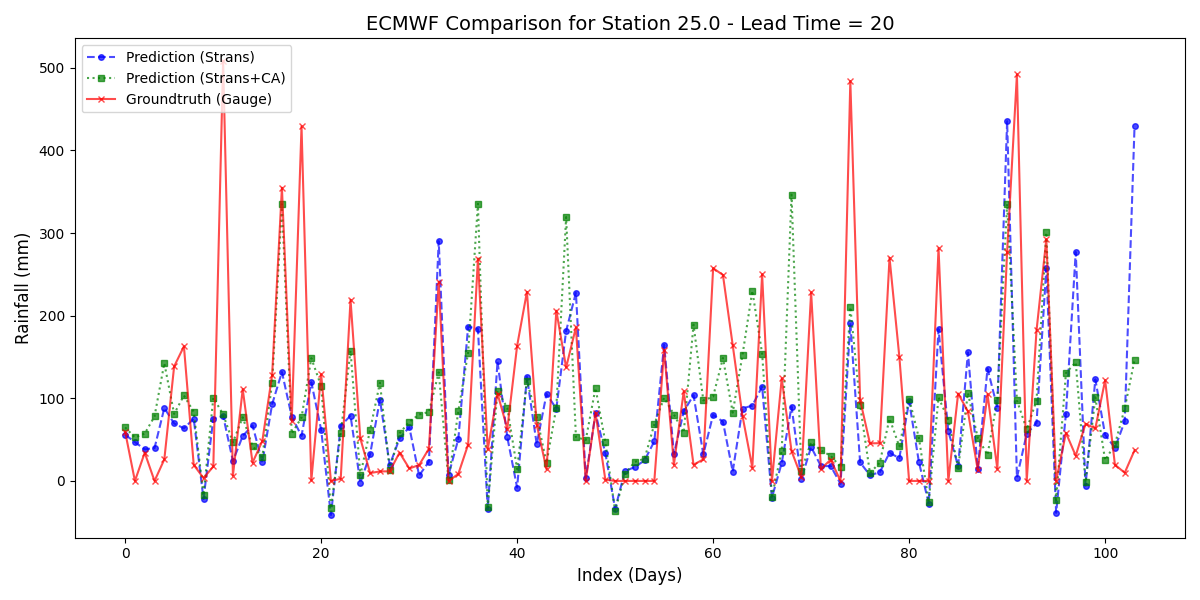 ECMWF Comparison for Station 25.0 - Lead Time = 20
Prediction (Strans)
Prediction (Strans+CA)
Groundtruth (Gauge)
Rainfall (mm)
500
400
300
200
100
0
0
20
40
60
80
100
Index (Days)